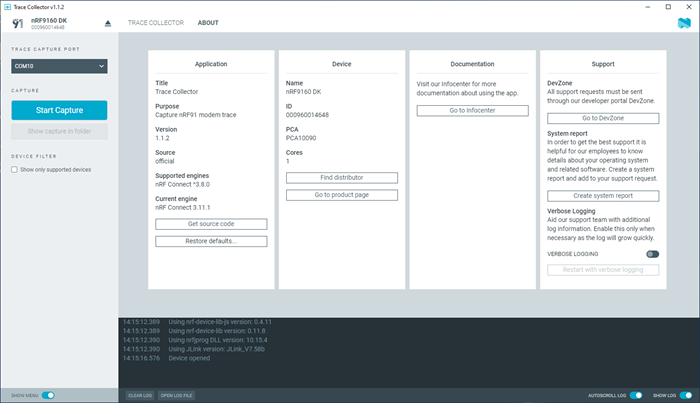 Trace Collector v1.1.2
91
nRF9160 DK
000960014648
TRACE COLLECTOR
ABOUT
TRACE CAPTURE PORT
COM10
CAPTURE
Start Capture
Show capture in folder
DEVICE FILTER
Show only supported devices
Application
Title
Trace Collector
Purpose
Capture nRF91 modem trace
Version
1.1.2
Source
official
Supported engines
nRF Connect ^3.8.0
Current engine
nRF Connect 3.11.1
Get source code
Restore defaults...
Device
Name
nRF9160 DK
ID
000960014648
PCA
PCA10090
Cores
1
Find distributor
Go to product page
Documentation
Visit our Infocenter for more
documentation about using the app.
Go to Infocenter
Support
DevZone
All support requests must be sent
through our developer portal DevZone.
Go to DevZone
System report
In order to get the best support it is
helpful for our employees to know
details about your operating system
and related software. Create a system
report and add to your support request.
Create system report
Verbose Logging
Aid our support team with additional
log information. Enable this only when
necessary as the log will grow quickly.
VERBOSE LOGGING
Restart with verbose logging
14:15:12.389 Using nrf-device-lib-js version: 0.4.11
14:15:12.389 Using nrf-device-lib version: 0.11.8
14:15:12.390 Using nrfjprog DLL version: 10.15.4
14:15:12.390 Using JLink version: JLink_V7.58b
14:15:16.576 Device opened
SHOW MENU
CLEAR LOG
OPEN LOG FILE
AUTOSCROLL LOG
SHOW LOG